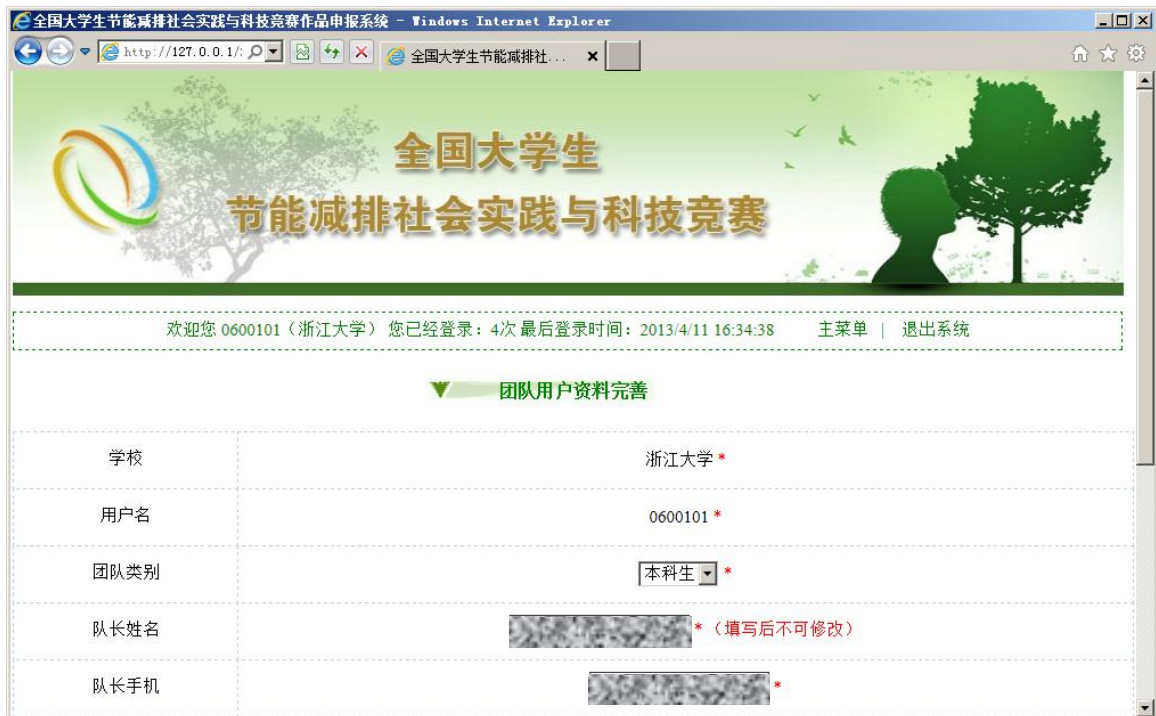 全国大学生节能减排社会实践与科技竞赛作品申报系统 - Windows Internet Explorer
http://127.0.0.1/
全国大学生节能减排社...
全国大学生
节能减排社会实践与科技竞赛
欢迎您 0600101（浙江大学） 您已经登录：4次 最后登录时间：2013/4/11 16:34:38 主菜单 | 退出系统
团队用户资料完善
学校 浙江大学 *
用户名 0600101 *
团队类别 本科生 *
队长姓名 * （填写后不可修改）
队长手机 *